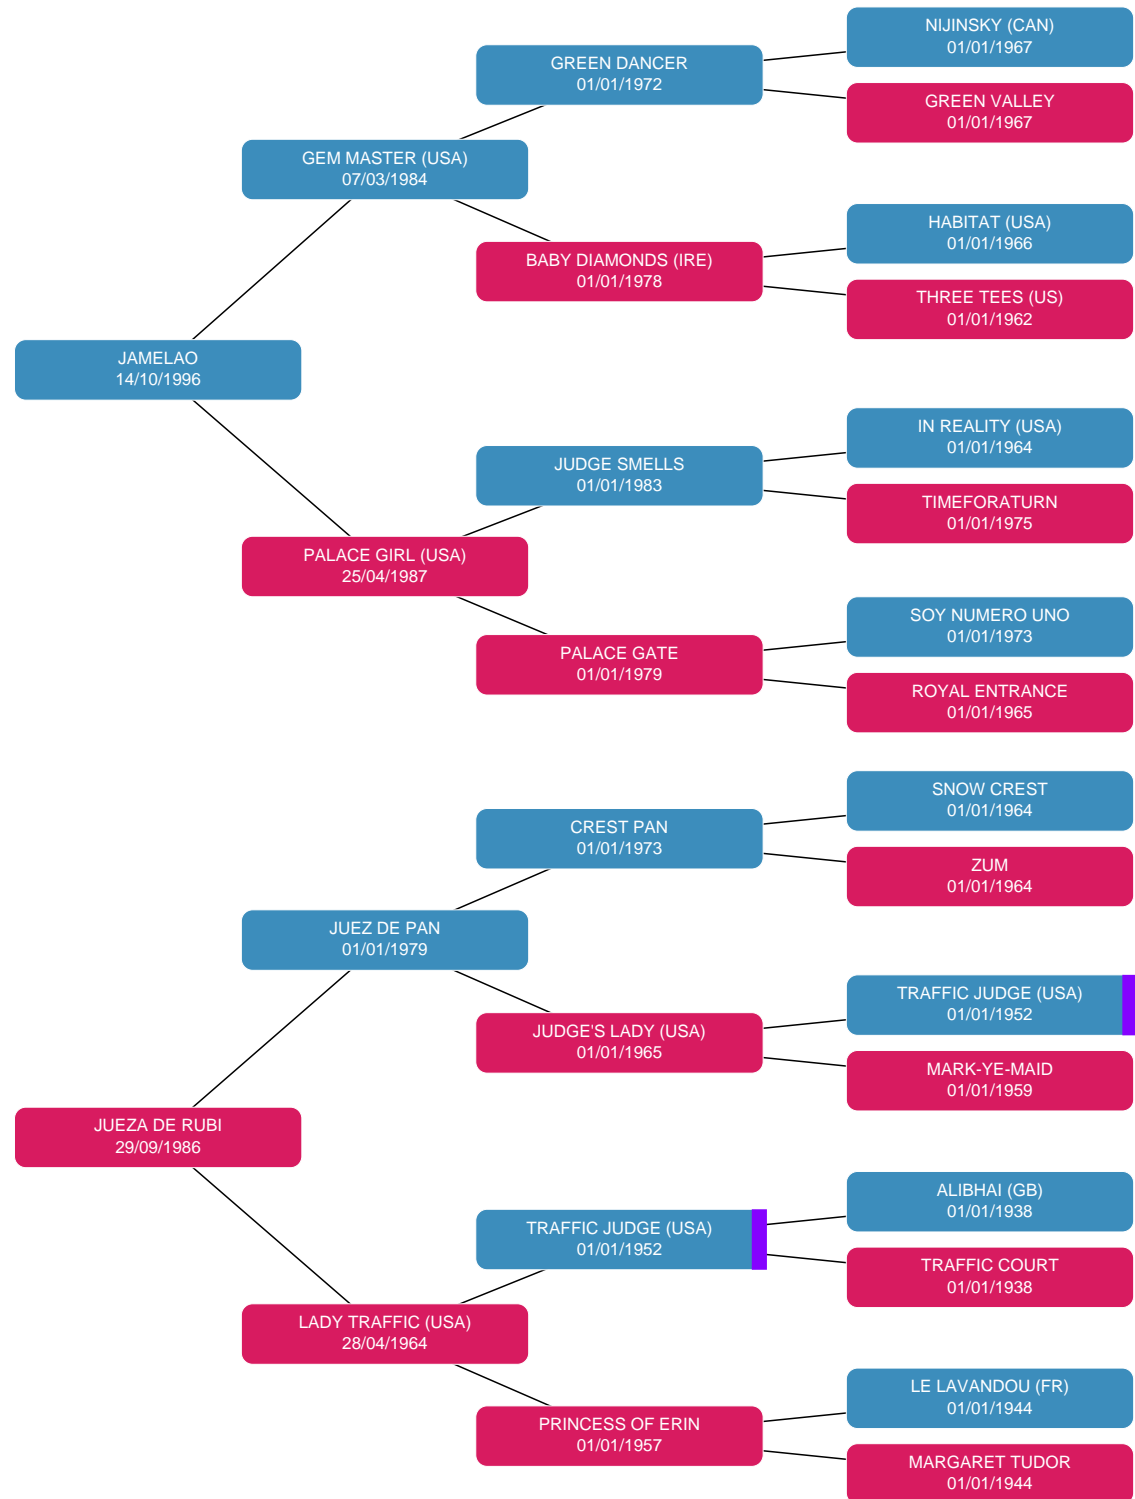 NIJINSKY (CAN)
01/01/1967
GREEN DANCER
01/01/1972
GREEN VALLEY
01/01/1967
GEM MASTER (USA)
07/03/1984
HABITAT (USA)
01/01/1966
BABY DIAMONDS (IRE)
01/01/1978
THREE TEES (US)
01/01/1962
JAMELAO
14/10/1996
IN REALITY (USA)
01/01/1964
JUDGE SMELLS
01/01/1983
TIMEFORATURN
01/01/1975
PALACE GIRL (USA)
25/04/1987
SOY NUMERO UNO
01/01/1973
PALACE GATE
01/01/1979
ROYAL ENTRANCE
01/01/1965
SNOW CREST
01/01/1964
CREST PAN
01/01/1973
ZUM
01/01/1964
JUEZ DE PAN
01/01/1979
TRAFFIC JUDGE (USA)
01/01/1952
JUDGE'S LADY (USA)
01/01/1965
MARK-YE-MAID
01/01/1959
JUEZA DE RUBI
29/09/1986
ALIBHAI (GB)
01/01/1938
TRAFFIC JUDGE (USA)
01/01/1952
TRAFFIC COURT
01/01/1938
LADY TRAFFIC (USA)
28/04/1964
LE LAVANDOU (FR)
01/01/1944
PRINCESS OF ERIN
01/01/1957
MARGARET TUDOR
01/01/1944